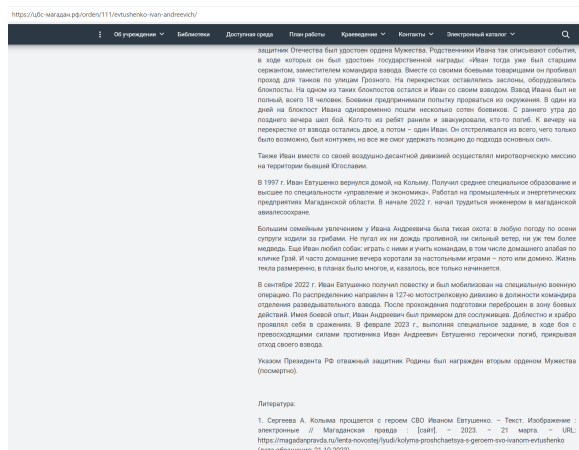 https://цбс-магадан.рф/orden/111/evtushenko-ivan-andreevich/
Об учреждении Библиотеки Доступная среда План работы Краеведение Контакты Электронный каталог
защитник Отечества был удостоен ордена Мужества. Родственники Ивана так описывают события,
в ходе которых он был удостоен государственной награды: «Иван тогда уже был старшим
сержантом, заместителем командира взвода. Вместе со своими боевыми товарищами он пробивал
проход для танков по улицам Грозного. На перекрестках оставлялись заслоны, оборудовались
блокпосты. На одном из таких блокпостов остался и Иван со своим взводом. Взвод Ивана был не
полный, всего 18 человек. Боевики предпринимали попытку прорваться из окружения. В один из
дней на блокпост Ивана одновременно пошли несколько сотен боевиков. С раннего утра до
позднего вечера шел бой. Кого-то из ребят ранили и эвакуировали, кто-то погиб. К вечеру на
перекрестке от взвода остались двое, а потом – один Иван. Он отстреливался из всего, чего только
было возможно, был контужен, но все же смог удержать позицию до подхода основных сил».
Также Иван вместе со своей воздушно-десантной дивизией осуществлял миротворческую миссию
на территории бывшей Югославии.
В 1997 г. Иван Евтушенко вернулся домой, на Колыму. Получил среднее специальное образование и
высшее по специальности «управление и экономика». Работал на промышленных и энергетических
предприятиях Магаданской области. В начале 2022 г. начал трудиться инженером в магаданской
авиалесоохране.
Большим семейным увлечением у Ивана Андреевича была тихая охота: в любую погоду по осени
супруги ходили за грибами. Не пугал их ни дождь проливной, ни сильный ветер, ни уж тем более
медведь. Еще Иван любил собак: играть с ними и учить командам, в том числе домашнего алабая по
кличке Грэй. И часто домашние вечера коротали за настольными играми – лото или домино. Жизнь
текла размеренно, в планах было многое, и, казалось, все только начинается.
В сентябре 2022 г. Иван Евтушенко получил повестку и был мобилизован на специальную военную
операцию. По распределению направлен в 127-ю мотострелковую дивизию в должности командира
отделения разведывательного взвода. После прохождения подготовки переброшен в зону боевых
действий. Имея боевой опыт, Иван Андреевич был примером для сослуживцев. Доблестно и храбро
проявлял себя в сражениях. В феврале 2023 г., выполняя специальное задание, в ходе боя с
превосходящими силами противника Иван Андреевич Евтушенко героически погиб, прикрывая
отход своего взвода.
Указом Президента РФ отважный защитник Родины был награжден вторым орденом Мужества
(посмертно).
Литература:
1. Сергеева А. Колыма прощается с героем СВО Иваном Евтушенко. – Текст. Изображение :
электронные // Магаданская правда : [сайт]. – 2023. – 21 марта. – URL:
https://magadanpravda.ru/lenta-novostej/lyudi/kolyma-proshchaetsya-s-geroem-svo-ivanom-evtushenko
(дата обращения: 21.10.2023)